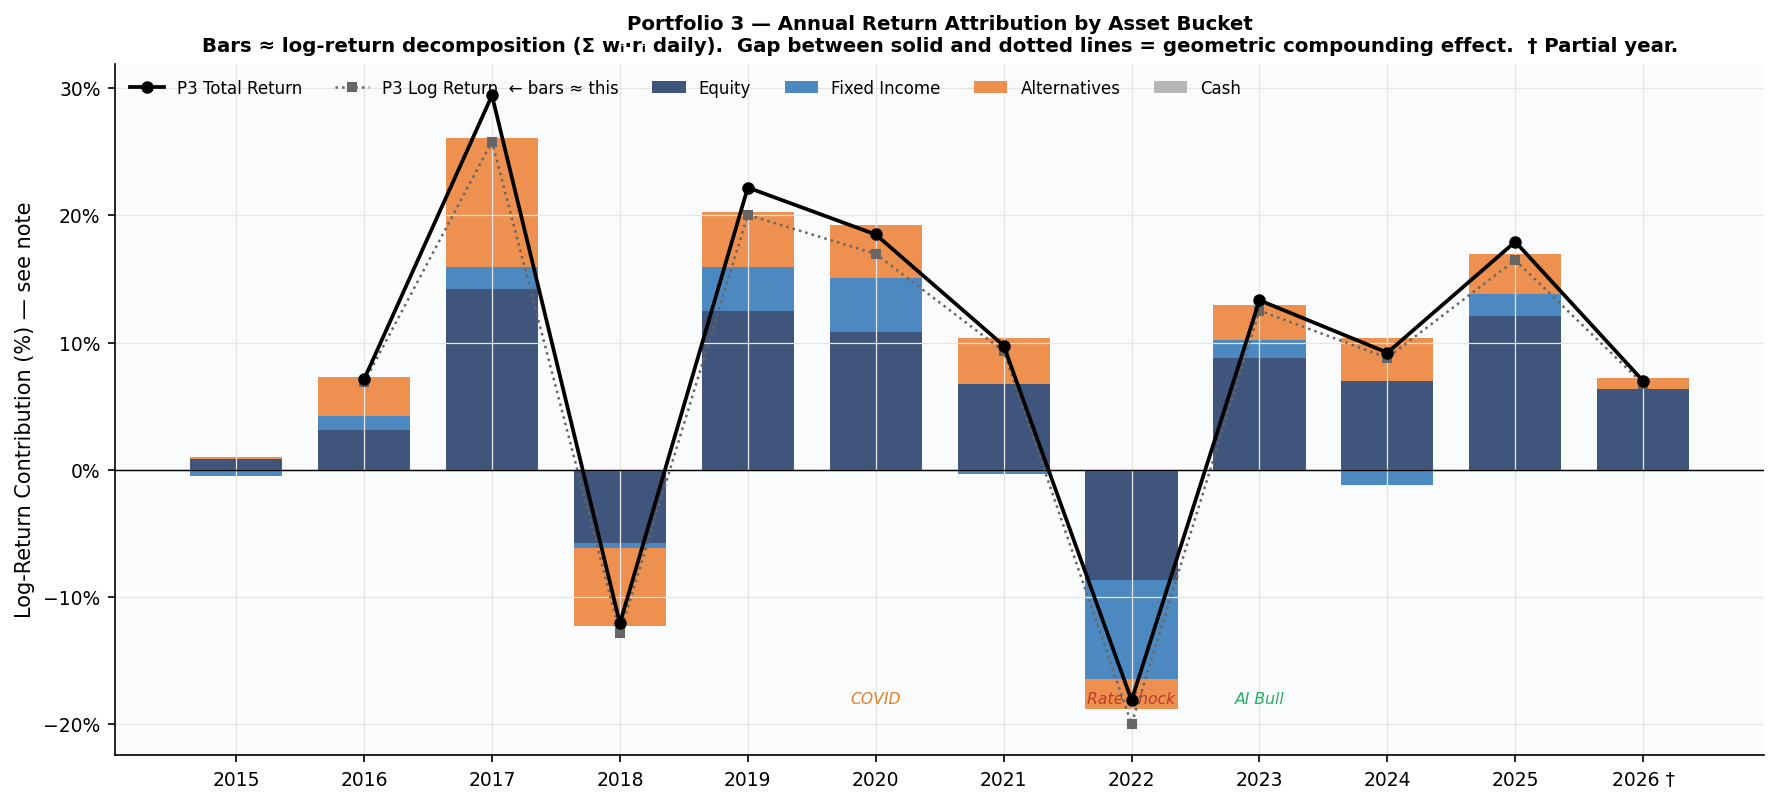 Portfolio 3 — Annual Return Attribution by Asset Bucket
Bars ≈ log-return decomposition (Σ wᵢ·rᵢ daily).  Gap between solid and dotted lines = geometric compounding effect.  † Partial year.
P3 Total Return
P3 Log Return  ← bars ≈ this
Equity
Fixed Income
Alternatives
Cash
Log-Return Contribution (%) — see note
30%
20%
10%
0%
−10%
−20%
COVID
Rate Shock
AI Bull
2015
2016
2017
2018
2019
2020
2021
2022
2023
2024
2025
2026 †